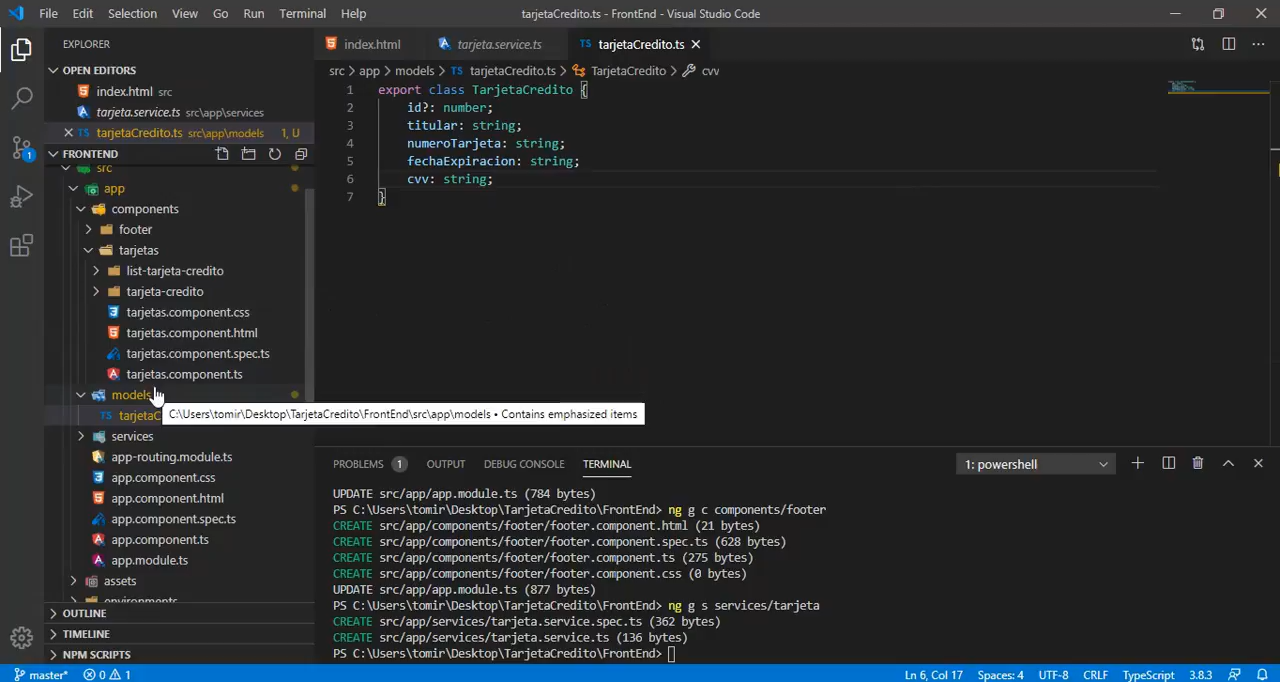 File Edit Selection View Go Run Terminal Help
tarjetaCredito.ts - FrontEnd - Visual Studio Code
EXPLORER
OPEN EDITORS
index.html src
tarjeta.service.ts src\app\services
tarjetaCredito.ts src\app\models 1, U
FRONTEND
src
app
components
footer
tarjetas
list-tarjeta-credito
tarjeta-credito
tarjetas.component.css
tarjetas.component.html
tarjetas.component.spec.ts
tarjetas.component.ts
models
tarjetaC
C:\Users\tomir\Desktop\TarjetaCredito\FrontEnd\src\app\models • Contains emphasized items
services
app-routing.module.ts
app.component.css
app.component.html
app.component.spec.ts
app.component.ts
app.module.ts
assets
environments
OUTLINE
TIMELINE
NPM SCRIPTS
index.html
tarjeta.service.ts
TS tarjetaCredito.ts
src > app > models > TS tarjetaCredito.ts > TarjetaCredito > cvv
1 export class TarjetaCredito {
2 id?: number;
3 titular: string;
4 numeroTarjeta: string;
5 fechaExpiracion: string;
6 cvv: string;
7 }
PROBLEMS 1 OUTPUT DEBUG CONSOLE TERMINAL
1: powershell
UPDATE src/app/app.module.ts (784 bytes)
PS C:\Users\tomir\Desktop\TarjetaCredito\FrontEnd> ng g c components/footer
CREATE src/app/components/footer/footer.component.html (21 bytes)
CREATE src/app/components/footer/footer.component.spec.ts (628 bytes)
CREATE src/app/components/footer/footer.component.ts (275 bytes)
CREATE src/app/components/footer/footer.component.css (0 bytes)
UPDATE src/app/app.module.ts (877 bytes)
PS C:\Users\tomir\Desktop\TarjetaCredito\FrontEnd> ng g s services/tarjeta
CREATE src/app/services/tarjeta.service.spec.ts (362 bytes)
CREATE src/app/services/tarjeta.service.ts (136 bytes)
PS C:\Users\tomir\Desktop\TarjetaCredito\FrontEnd>
master* 0 1
Ln 6, Col 17 Spaces: 4 UTF-8 CRLF TypeScript 3.8.3